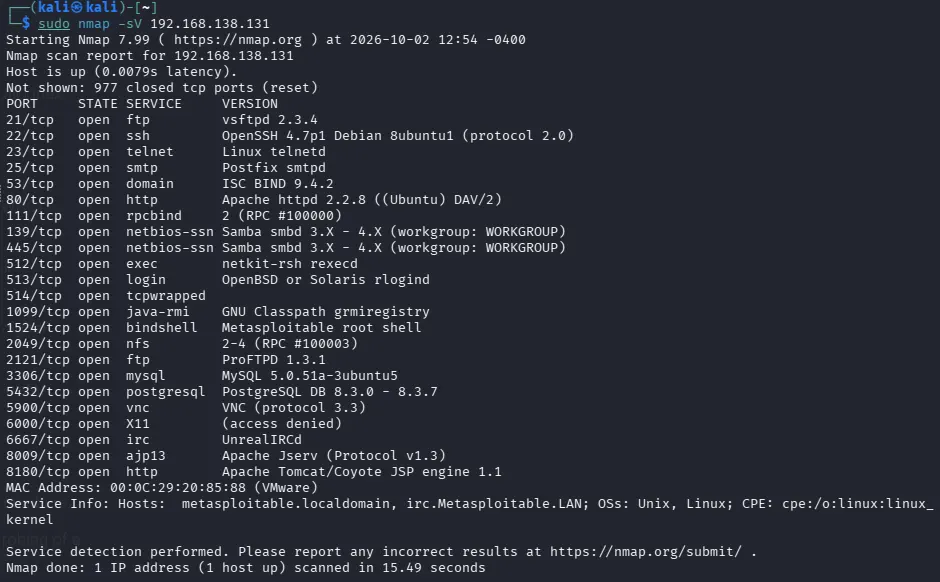 ┌──(kali㉿kali)-[~]
└─$ sudo nmap -sV 192.168.138.131
Starting Nmap 7.99 ( https://nmap.org ) at 2026-10-02 12:54 -0400
Nmap scan report for 192.168.138.131
Host is up (0.0079s latency).
Not shown: 977 closed tcp ports (reset)
PORT     STATE SERVICE     VERSION
21/tcp   open  ftp         vsftpd 2.3.4
22/tcp   open  ssh         OpenSSH 4.7p1 Debian 8ubuntu1 (protocol 2.0)
23/tcp   open  telnet      Linux telnetd
25/tcp   open  smtp        Postfix smtpd
53/tcp   open  domain      ISC BIND 9.4.2
80/tcp   open  http        Apache httpd 2.2.8 ((Ubuntu) DAV/2)
111/tcp  open  rpcbind     2 (RPC #100000)
139/tcp  open  netbios-ssn Samba smbd 3.X - 4.X (workgroup: WORKGROUP)
445/tcp  open  netbios-ssn Samba smbd 3.X - 4.X (workgroup: WORKGROUP)
512/tcp  open  exec        netkit-rsh rexecd
513/tcp  open  login       OpenBSD or Solaris rlogind
514/tcp  open  tcpwrapped
1099/tcp open  java-rmi    GNU Classpath grmiregistry
1524/tcp open  bindshell   Metasploitable root shell
2049/tcp open  nfs         2-4 (RPC #100003)
2121/tcp open  ftp         ProFTPD 1.3.1
3306/tcp open  mysql       MySQL 5.0.51a-3ubuntu5
5432/tcp open  postgresql  PostgreSQL DB 8.3.0 - 8.3.7
5900/tcp open  vnc         VNC (protocol 3.3)
6000/tcp open  X11         (access denied)
6667/tcp open  irc         UnrealIRCd
8009/tcp open  ajp13       Apache Jserv (Protocol v1.3)
8180/tcp open  http        Apache Tomcat/Coyote JSP engine 1.1
MAC Address: 00:0C:29:20:85:88 (VMware)
Service Info: Hosts:  metasploitable.localdomain, irc.Metasploitable.LAN; OSs: Unix, Linux; CPE: cpe:/o:linux:linux_
kernel
Service detection performed. Please report any incorrect results at https://nmap.org/submit/ .
Nmap done: 1 IP address (1 host up) scanned in 15.49 seconds